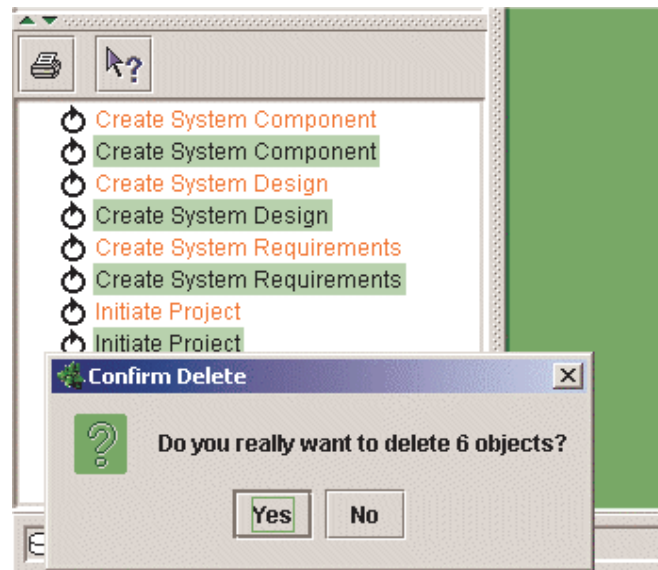 Create System Component
Create System Component
Create System Design
Create System Design
Create System Requirements
Create System Requirements
Initiate Project
Initiate Project
Confirm Delete
Do you really want to delete 6 objects?
Yes
No